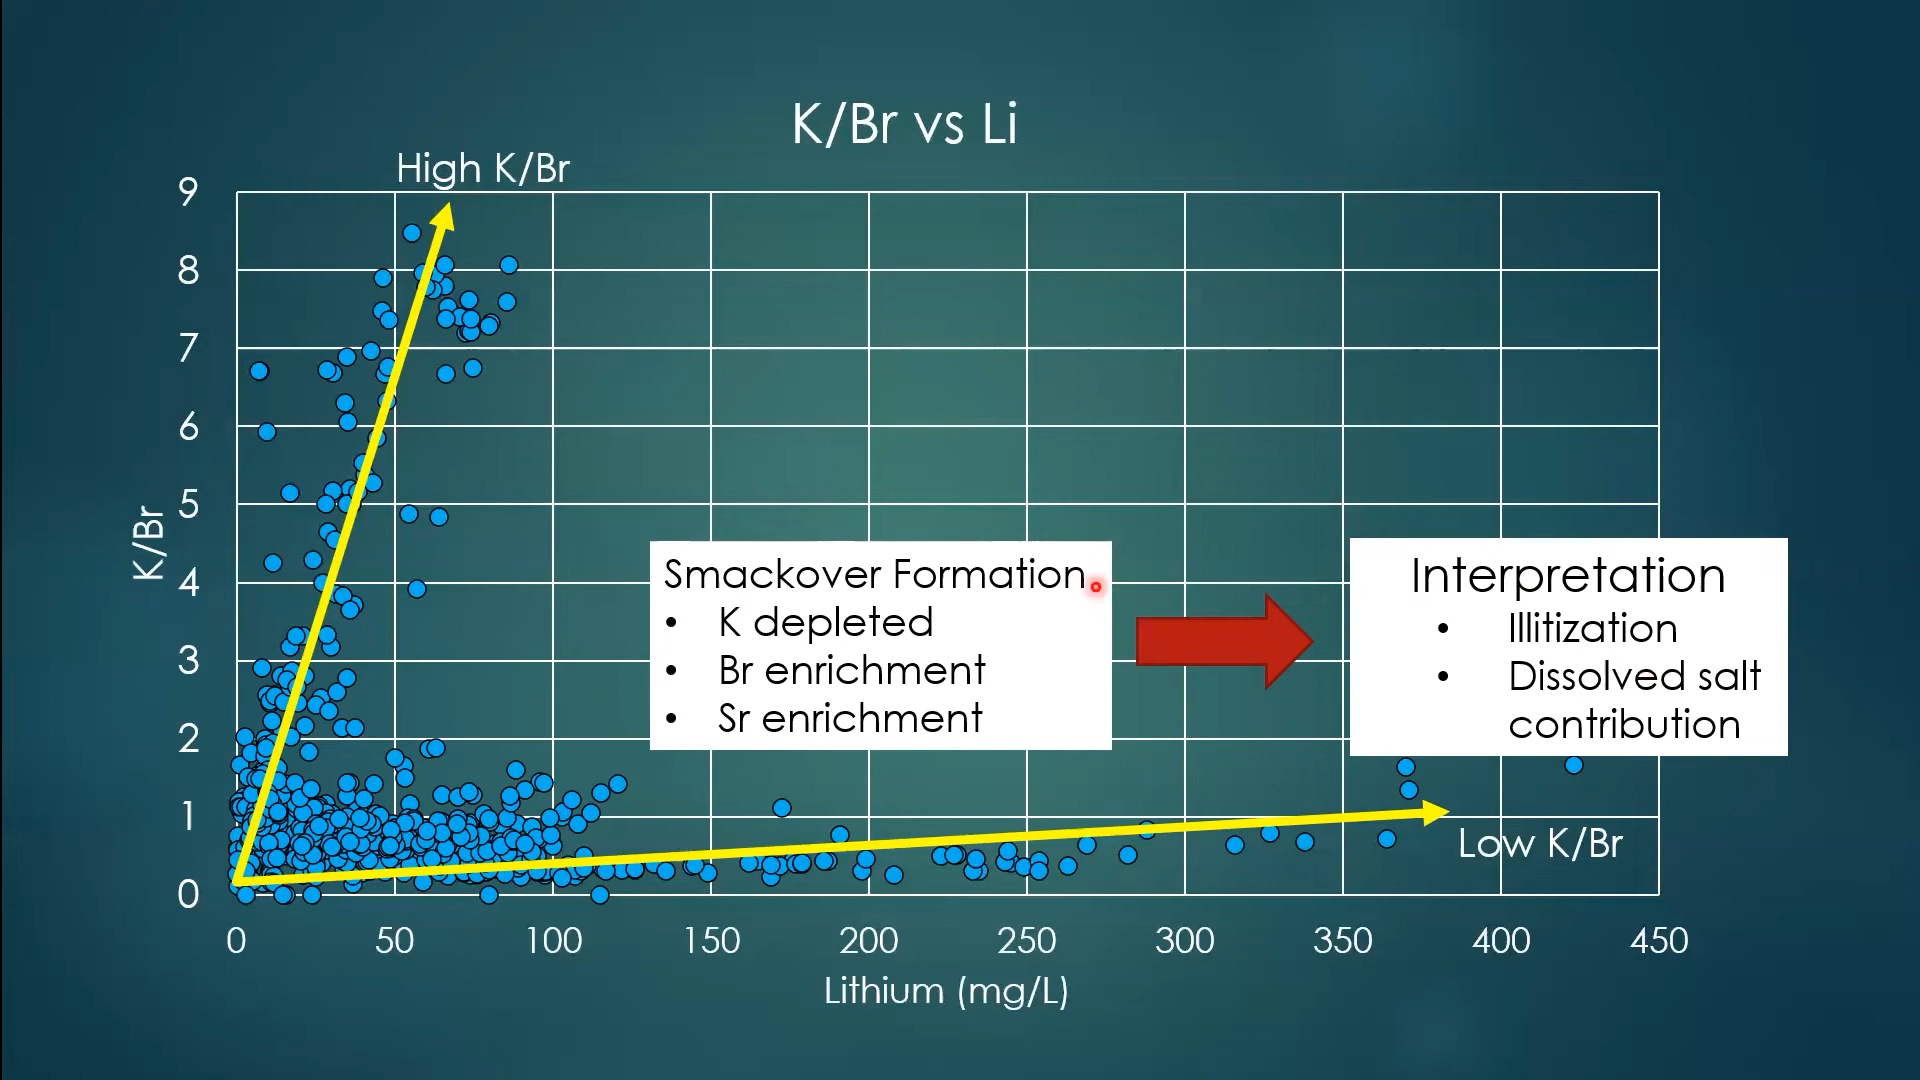 K/Br vs Li
High K/Br
9
8
7
6
5
4
3
2
1
0
K/Br
Smackover Formation
• K depleted
• Br enrichment
• Sr enrichment
Interpretation
• Illitization
• Dissolved salt
contribution
Low K/Br
0 50 100 150 200 250 300 350 400 450
Lithium (mg/L)